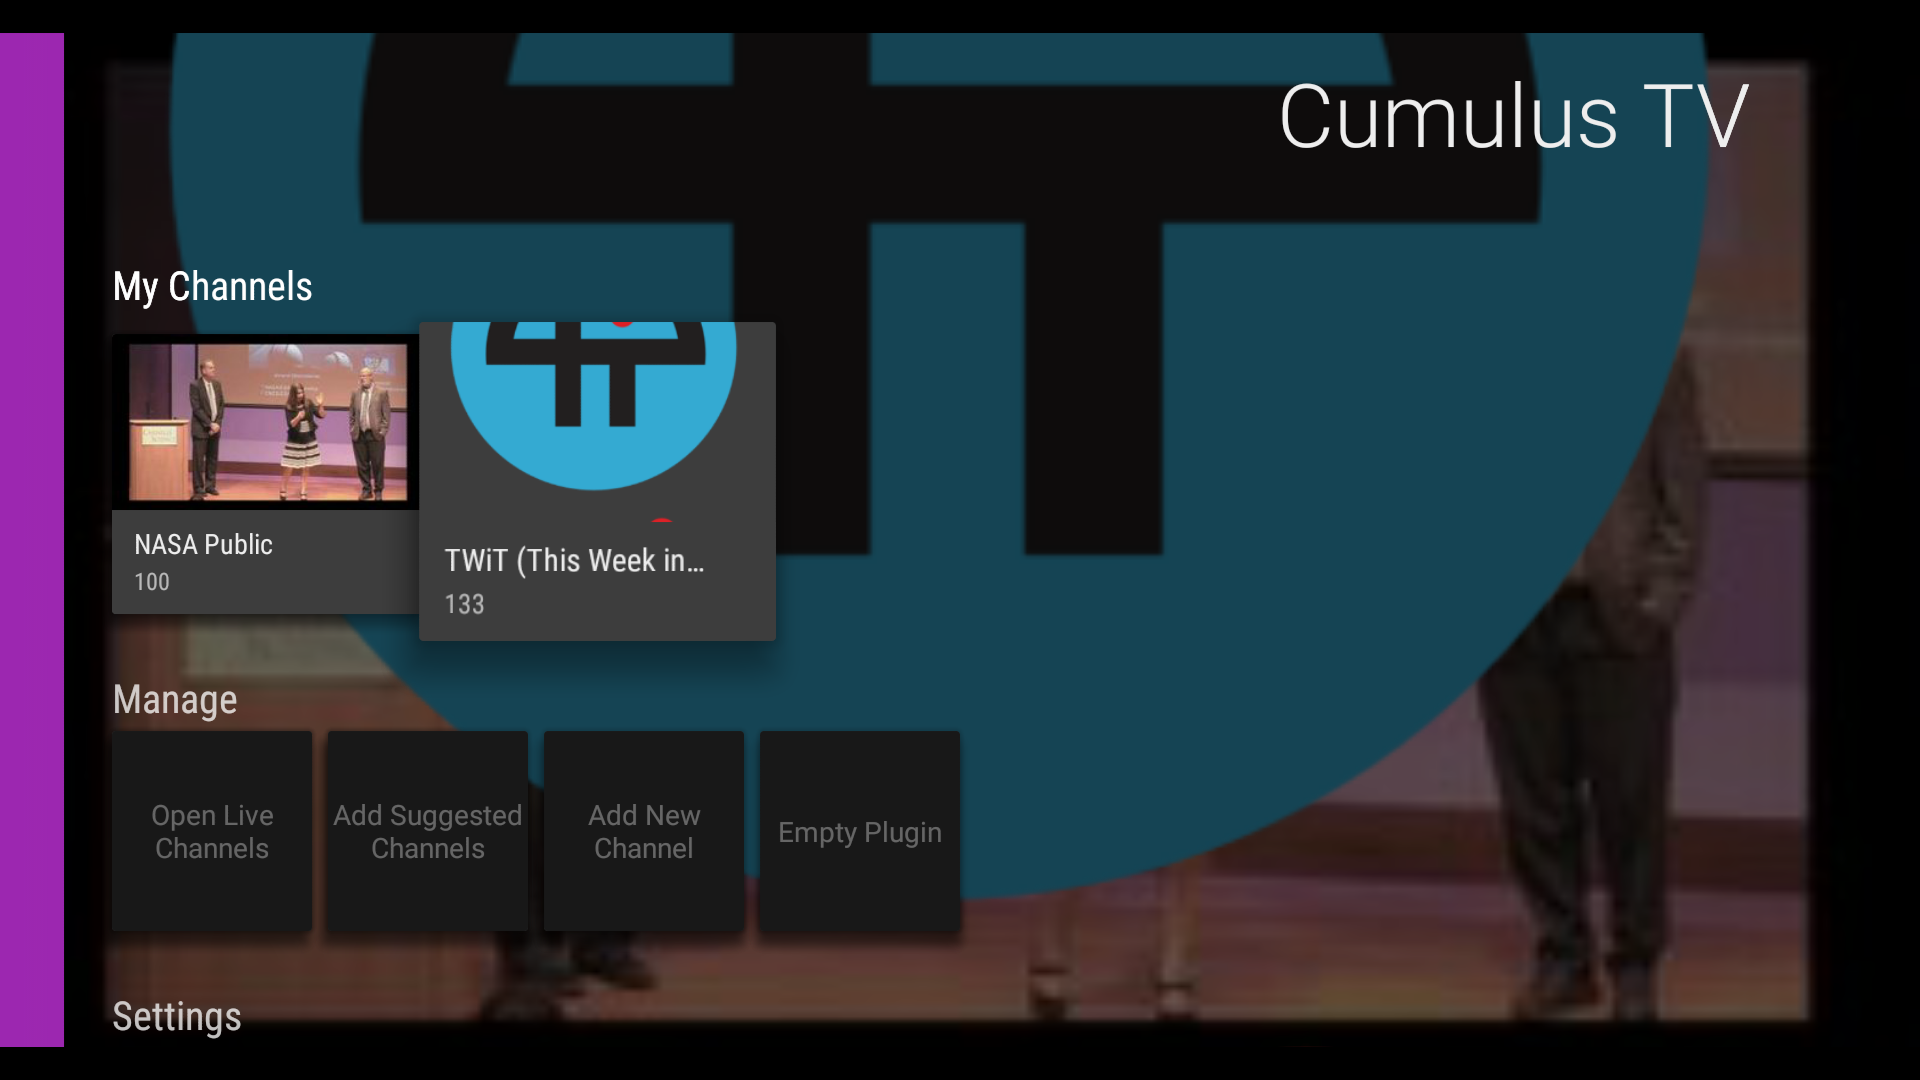 Cumulus TV
My Channels
NASA Public
100
TWiT (This Week in…
133
Manage
Open Live
Channels
Add Suggested
Channels
Add New
Channel
Empty Plugin
Settings